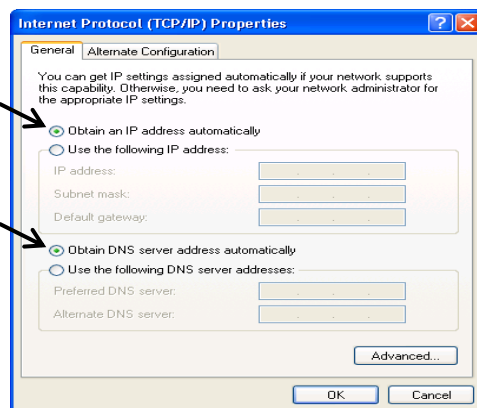 Internet Protocol (TCP/IP) Properties
General
Alternate Configuration
You can get IP settings assigned automatically if your network supports
this capability. Otherwise, you need to ask your network administrator for
the appropriate IP settings.
Obtain an IP address automatically
Use the following IP address:
IP address:
Subnet mask:
Default gateway:
Obtain DNS server address automatically
Use the following DNS server addresses:
Preferred DNS server:
Alternate DNS server:
Advanced...
OK
Cancel